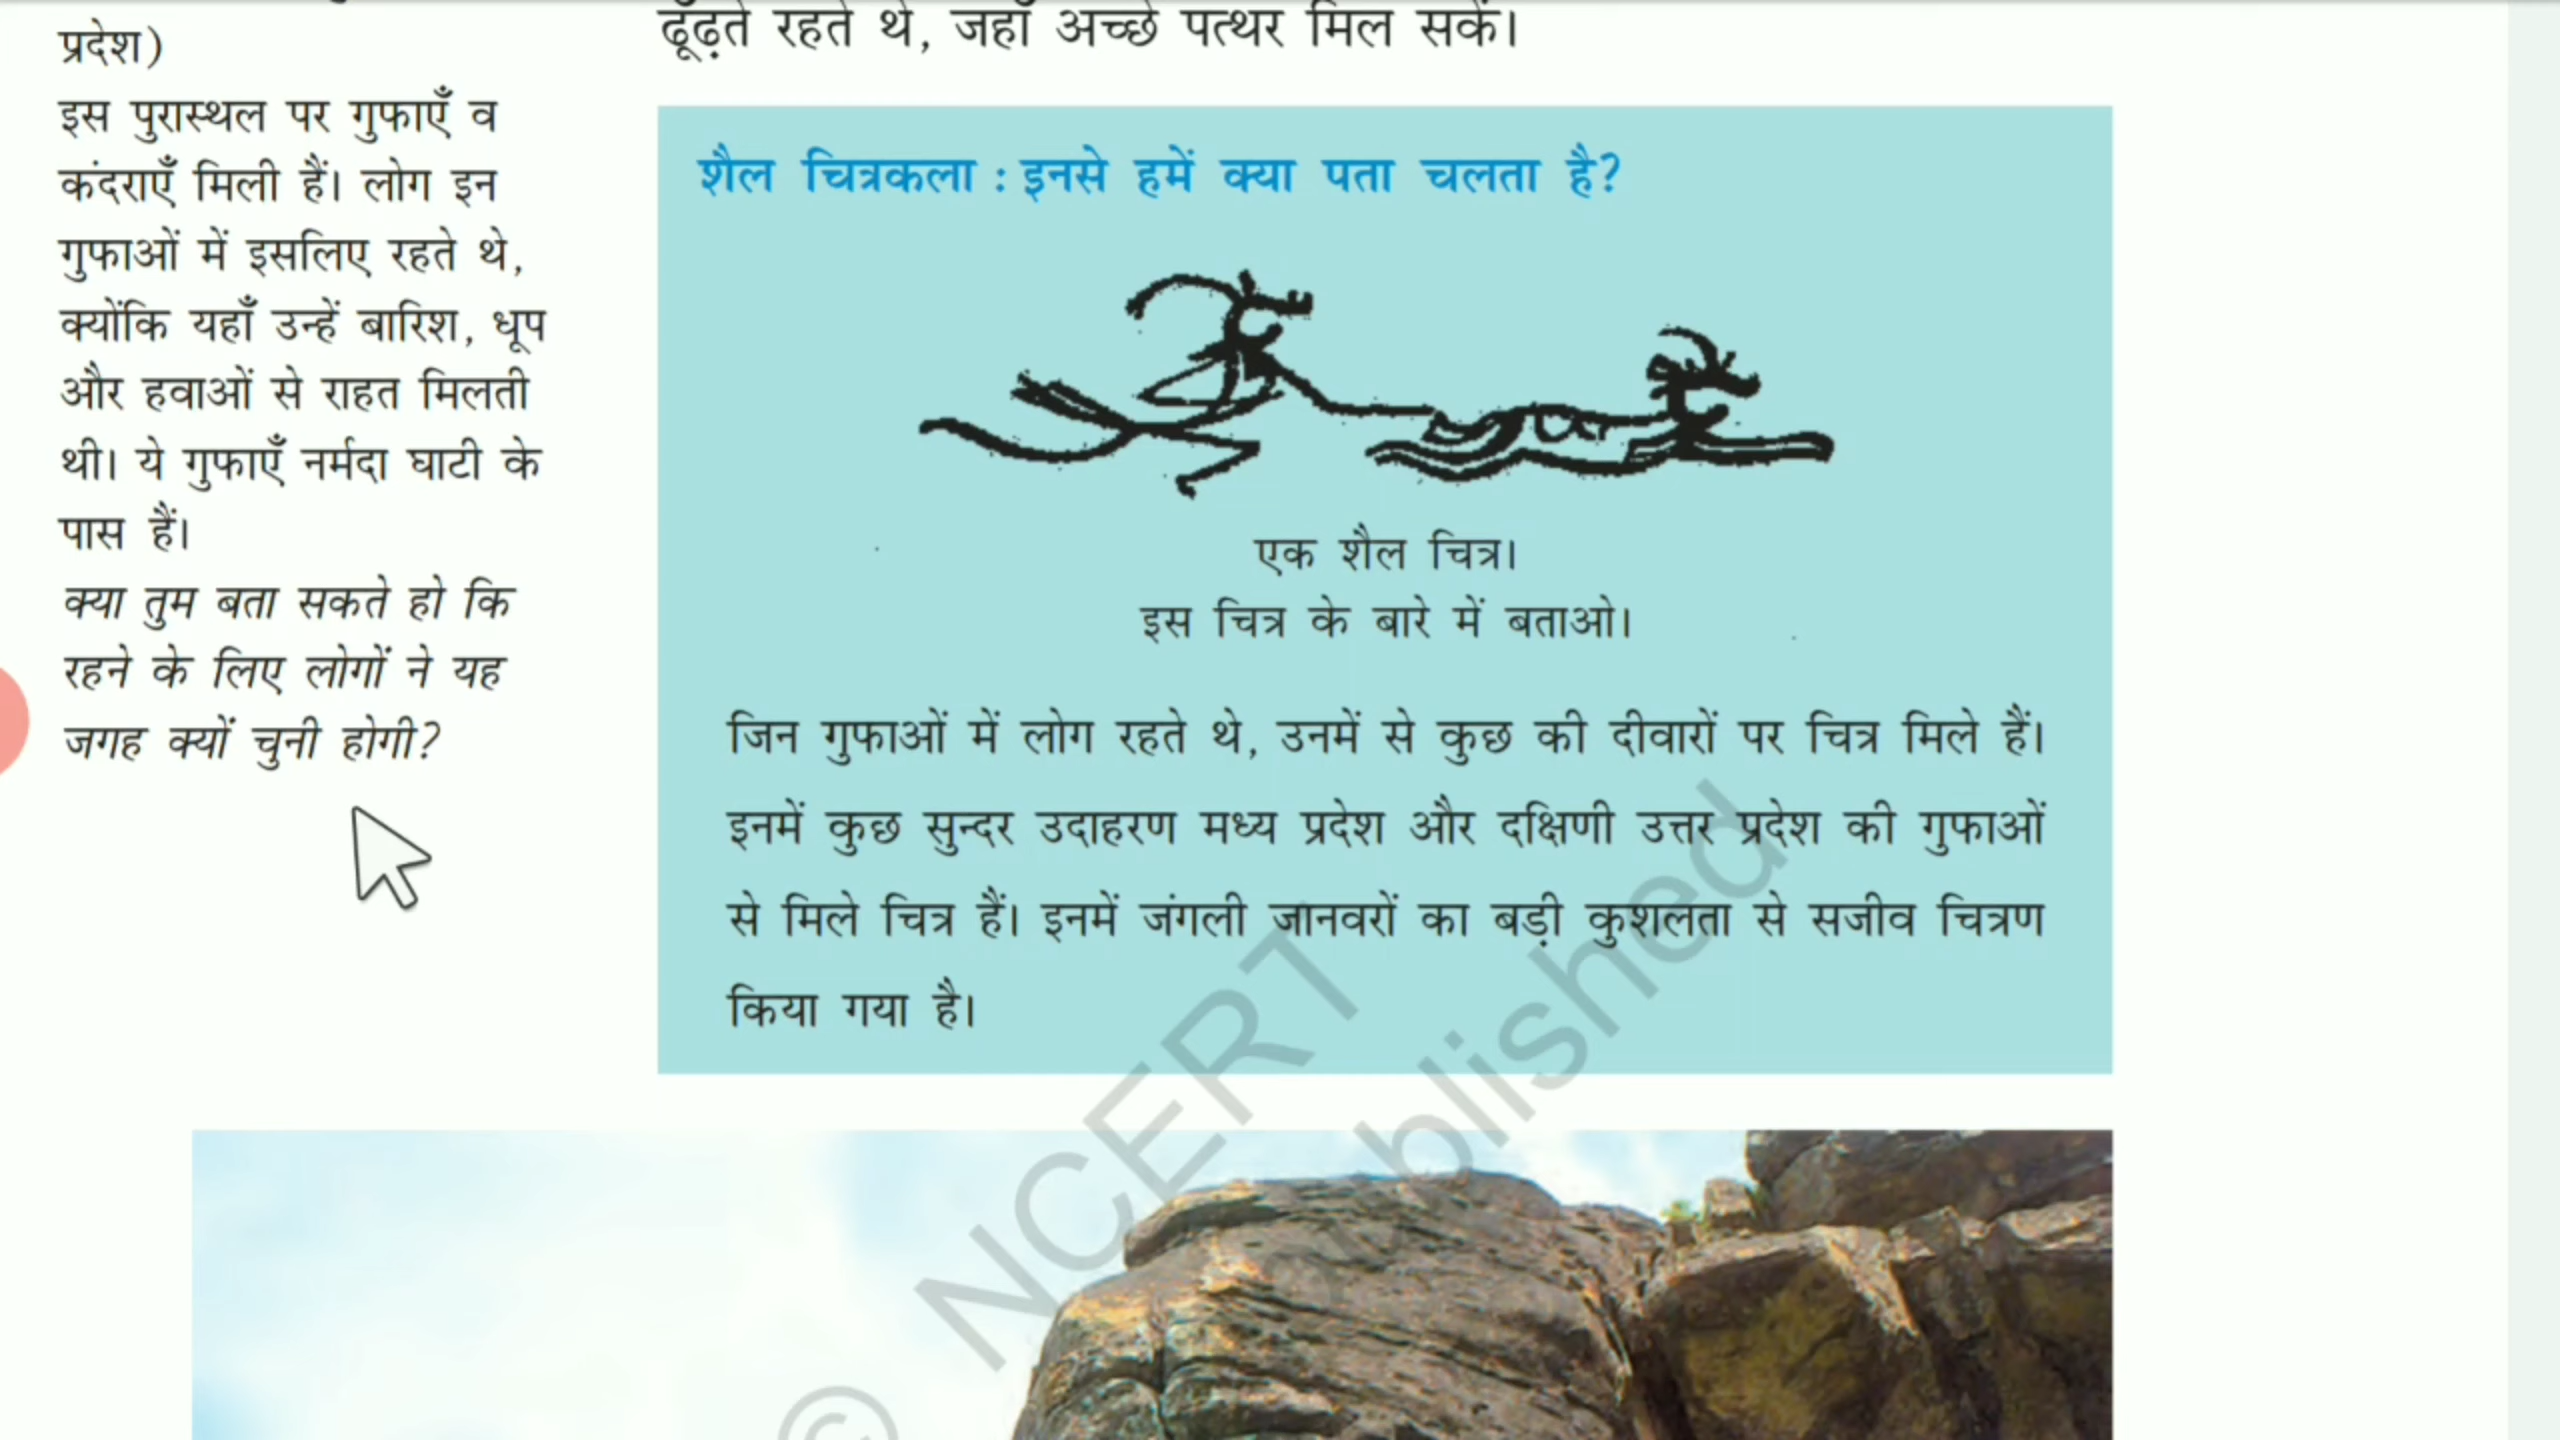 प्रदेश)
इस पुरास्थल पर गुफाएँ व
कंदराएँ मिली हैं। लोग इन
गुफाओं में इसलिए रहते थे,
क्योंकि यहाँ उन्हें बारिश, धूप
और हवाओं से राहत मिलती
थी। ये गुफाएँ नर्मदा घाटी के
पास हैं।
क्या तुम बता सकते हो कि
रहने के लिए लोगों ने यह
जगह क्यों चुनी होगी?
ढूँढ़ते रहते थे, जहाँ अच्छे पत्थर मिल सकें।
शैल चित्रकला : इनसे हमें क्या पता चलता है?
एक शैल चित्र।
इस चित्र के बारे में बताओ।
जिन गुफाओं में लोग रहते थे, उनमें से कुछ की दीवारों पर चित्र मिले हैं।
इनमें कुछ सुन्दर उदाहरण मध्य प्रदेश और दक्षिणी उत्तर प्रदेश की गुफाओं
से मिले चित्र हैं। इनमें जंगली जानवरों का बड़ी कुशलता से सजीव चित्रण
किया गया है।
© NCERT